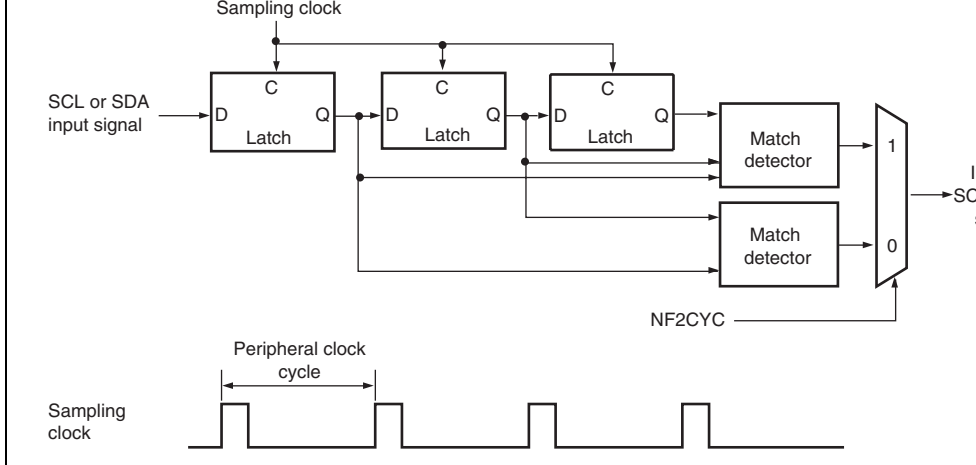 Sampling clock
C
C
C
SCL or SDA
input signal
D
Q
D
Q
D
Q
Latch
Latch
Latch
Match
detector
1
Match
detector
0
NF2CYC
Peripheral clock
cycle
Sampling
clock